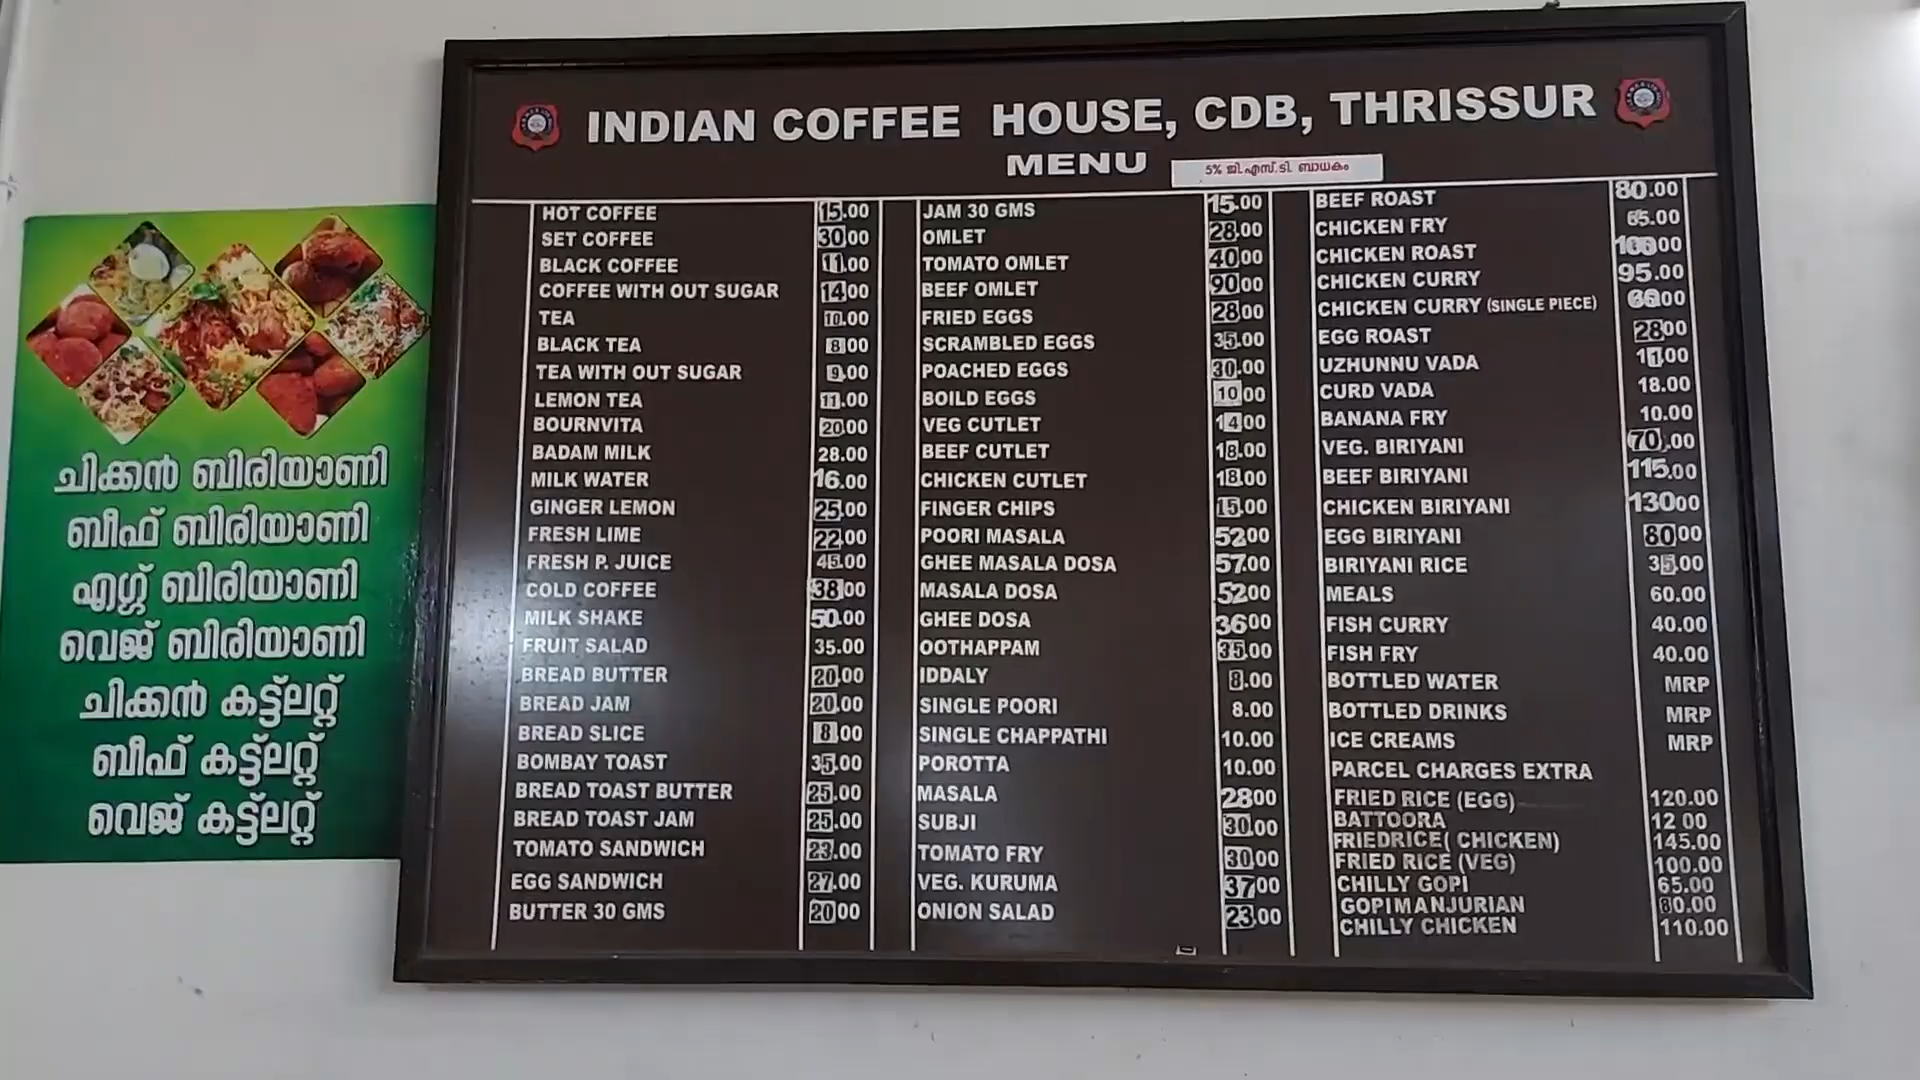 INDIAN COFFEE HOUSE, CDB, THRISSUR
MENU
5% ജി.എസ്.ടി. ബാധകം
HOT COFFEE 15.00
SET COFFEE 30.00
BLACK COFFEE 11.00
COFFEE WITH OUT SUGAR 14.00
TEA 10.00
BLACK TEA 8.00
TEA WITH OUT SUGAR 9.00
LEMON TEA 11.00
BOURNVITA 20.00
BADAM MILK 28.00
MILK WATER 16.00
GINGER LEMON 25.00
FRESH LIME 22.00
FRESH P. JUICE 45.00
COLD COFFEE 38.00
MILK SHAKE 50.00
FRUIT SALAD 35.00
BREAD BUTTER 20.00
BREAD JAM 20.00
BREAD SLICE 8.00
BOMBAY TOAST 35.00
BREAD TOAST BUTTER 25.00
BREAD TOAST JAM 25.00
TOMATO SANDWICH 23.00
EGG SANDWICH 27.00
BUTTER 30 GMS 20.00
JAM 30 GMS 15.00
OMLET 28.00
TOMATO OMLET 40.00
BEEF OMLET 90.00
FRIED EGGS 28.00
SCRAMBLED EGGS 35.00
POACHED EGGS 30.00
BOILD EGGS 10.00
VEG CUTLET 14.00
BEEF CUTLET 18.00
CHICKEN CUTLET 18.00
FINGER CHIPS 15.00
POORI MASALA 52.00
GHEE MASALA DOSA 57.00
MASALA DOSA 52.00
GHEE DOSA 36.00
OOTHAPPAM 35.00
IDDALY 8.00
SINGLE POORI 8.00
SINGLE CHAPPATHI 10.00
POROTTA 10.00
MASALA 28.00
SUBJI 30.00
TOMATO FRY 30.00
VEG. KURUMA 37.00
ONION SALAD 23.00
BEEF ROAST 80.00
CHICKEN FRY 65.00
CHICKEN ROAST
CHICKEN CURRY 95.00
CHICKEN CURRY (SINGLE PIECE)
EGG ROAST 28.00
UZHUNNU VADA 11.00
CURD VADA 18.00
BANANA FRY 10.00
VEG. BIRIYANI 70.00
BEEF BIRIYANI 115.00
CHICKEN BIRIYANI 130.00
EGG BIRIYANI 80.00
BIRIYANI RICE 35.00
MEALS 60.00
FISH CURRY 40.00
FISH FRY 40.00
BOTTLED WATER MRP
BOTTLED DRINKS MRP
ICE CREAMS MRP
PARCEL CHARGES EXTRA
FRIED RICE (EGG) 120.00
BATTOORA 12 00
FRIEDRICE( CHICKEN) 145.00
FRIED RICE (VEG) 100.00
CHILLY GOPI 65.00
GOPIMANJURIAN 80.00
CHILLY CHICKEN 110.00
ചിക്കൻ ബിരിയാണി
ബീഫ് ബിരിയാണി
എഗ്ഗ് ബിരിയാണി
വെജ് ബിരിയാണി
ചിക്കൻ കട്ട്ലറ്റ്
ബീഫ് കട്ട്ലറ്റ്
വെജ് കട്ട്ലറ്റ്